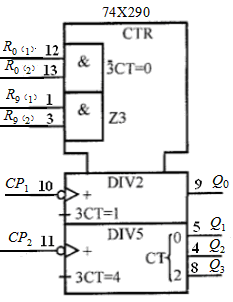 74X290
CTR
R₀₍₁₎ 12
&
R₀₍₂₎ 13
3CT=0
R₉₍₁₎ 1
&
R₉₍₂₎ 3
Z3
DIV2
9 Q₀
CP₁ 10
+
3CT=1
DIV5
5 Q₁
0
CP₂ 11
+
CT
4 Q₂
3CT=4
2
8 Q₃